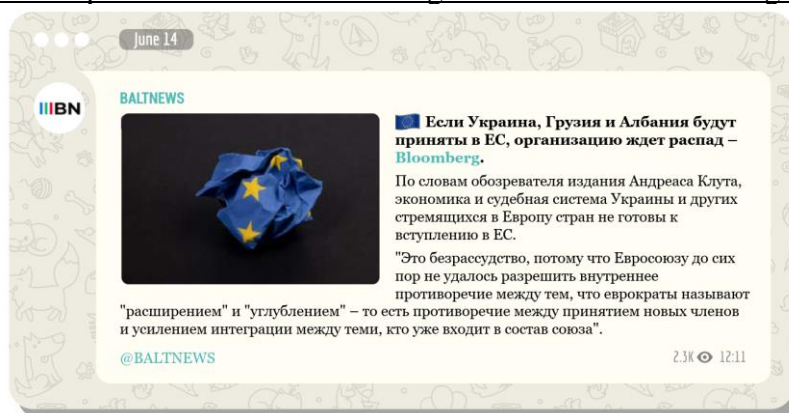 June 14
BN
BALTNEWS
Если Украина, Грузия и Албания будут
приняты в ЕС, организацию ждет распад –
Bloomberg.
По словам обозревателя издания Андреаса Клута,
экономика и судебная система Украины и других
стремящихся в Европу стран не готовы к
вступлению в ЕС.
"Это безрассудство, потому что Евросоюзу до сих
пор не удалось разрешить внутреннее
противоречие между тем, что еврократы называют
"расширением" и "углублением" – то есть противоречие между принятием новых членов
и усилением интеграции между теми, кто уже входит в состав союза".
@BALTNEWS
2.3K 12:11